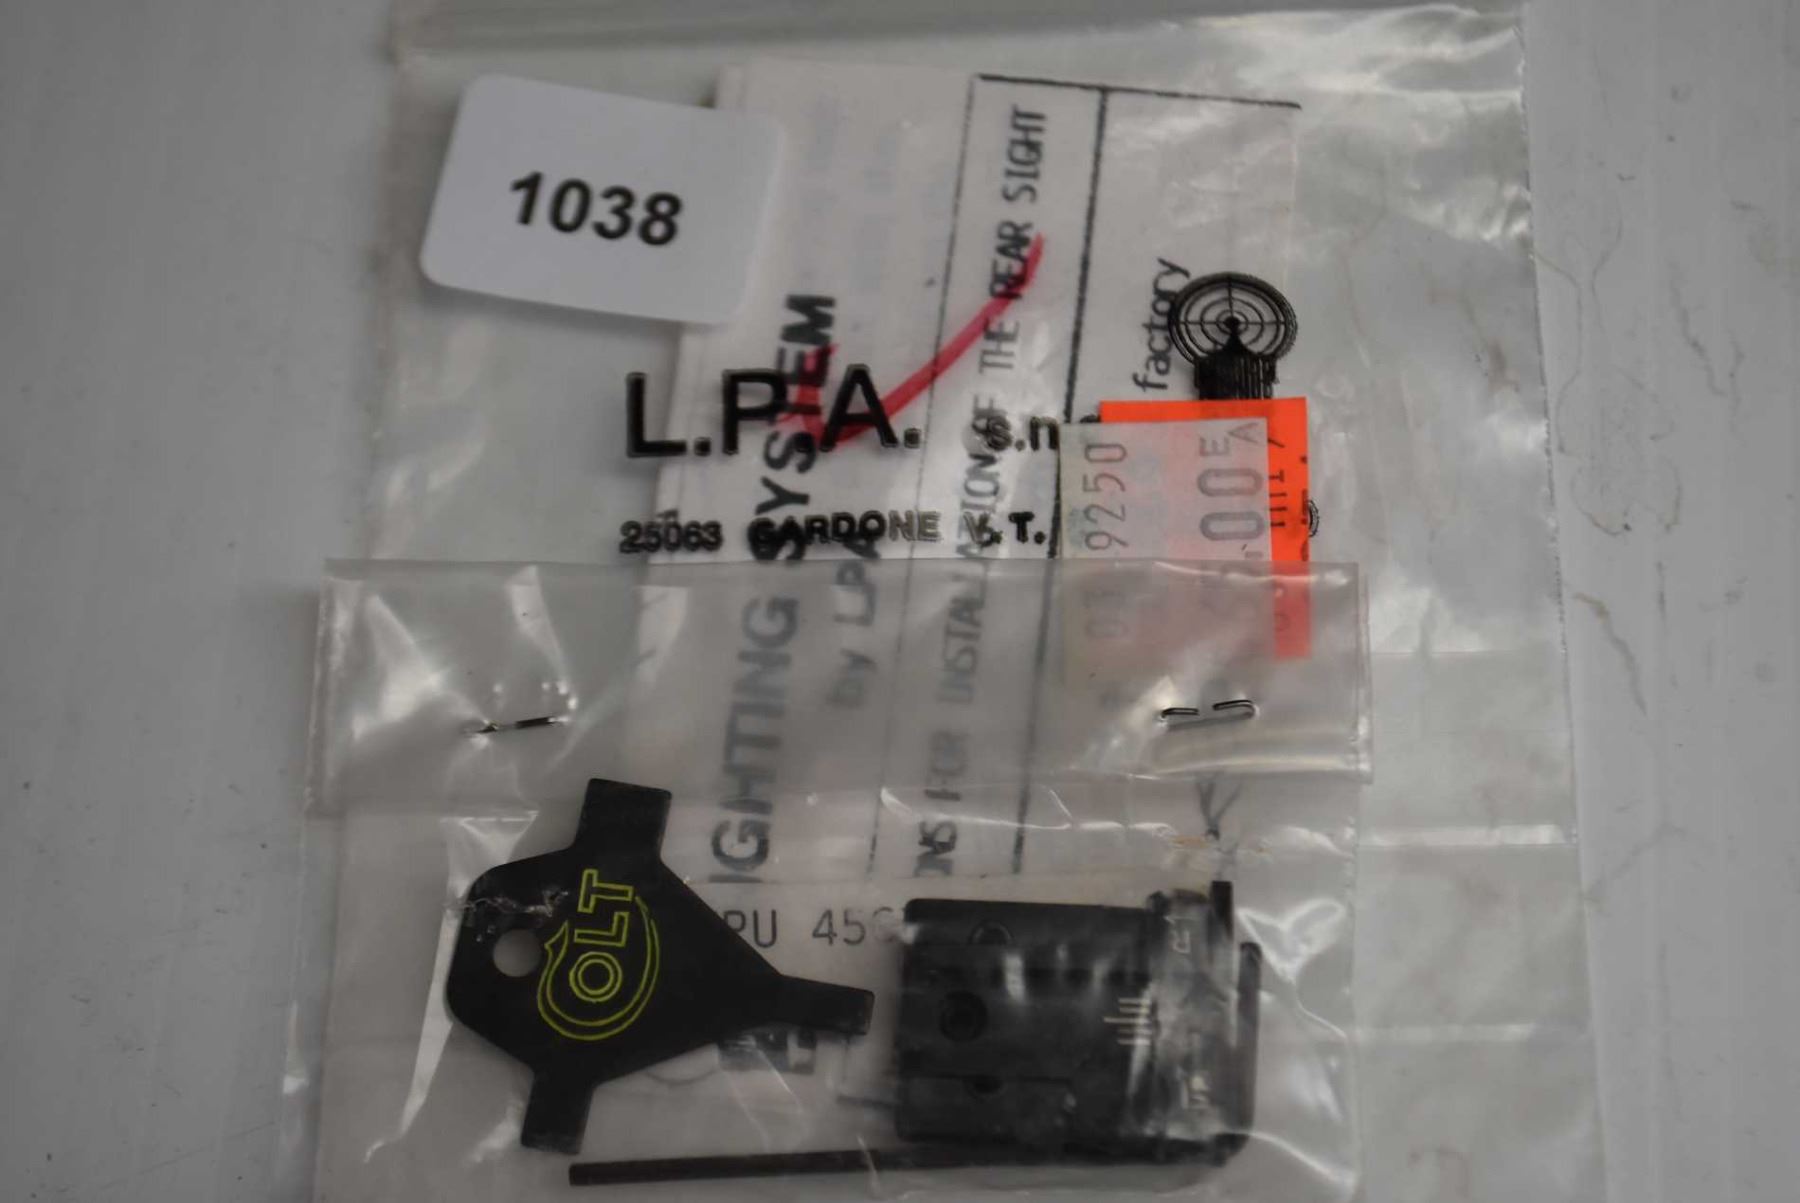 1038
L.P.A. s.n
25063 GARDONE V.T.
factory
IGHTING SYSTEM
by LPA
ONS FOR INSTALLATION OF THE REAR SIGHT
9250
.00
E
A
COLT
PU 45